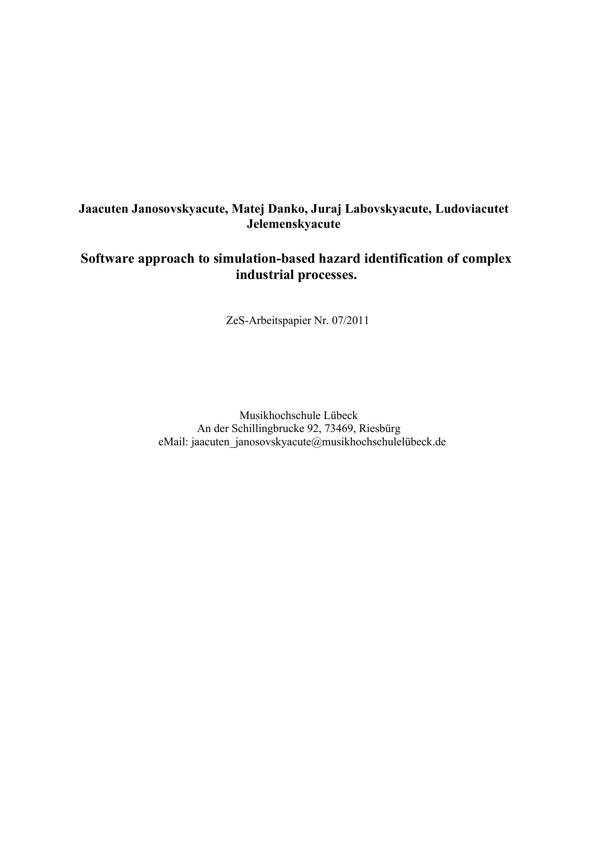 Jaacuten Janosovskyacute, Matej Danko, Juraj Labovskyacute, Ludoviacutet
Jelemenskyacute
Software approach to simulation-based hazard identification of complex
industrial processes.
ZeS-Arbeitspapier Nr. 07/2011
Musikhochschule Lübeck
An der Schillingbrucke 92, 73469, Riesbürg
eMail: jaacuten_janosovskyacute@musikhochschulelübeck.de